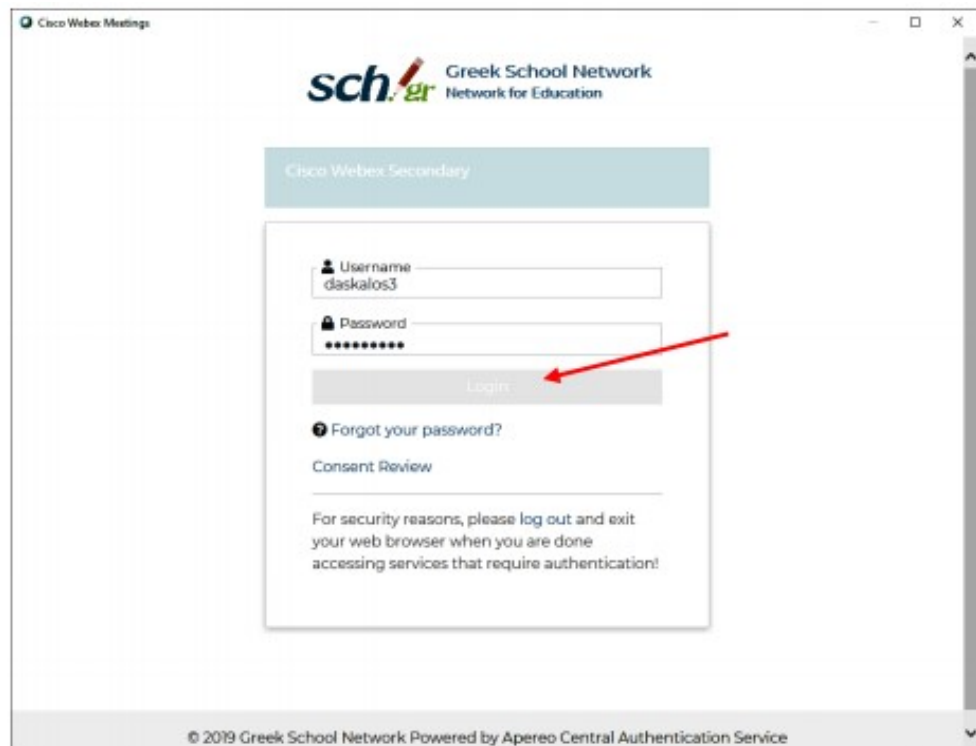 Cisco Webex Meetings
sch.gr
Greek School Network
Network for Education
Cisco Webex Secondary
Username
daskalos3
Password
•••••••••
Login
Forgot your password?
Consent Review
For security reasons, please log out and exit
your web browser when you are done
accessing services that require authentication!
© 2019 Greek School Network Powered by Apereo Central Authentication Service